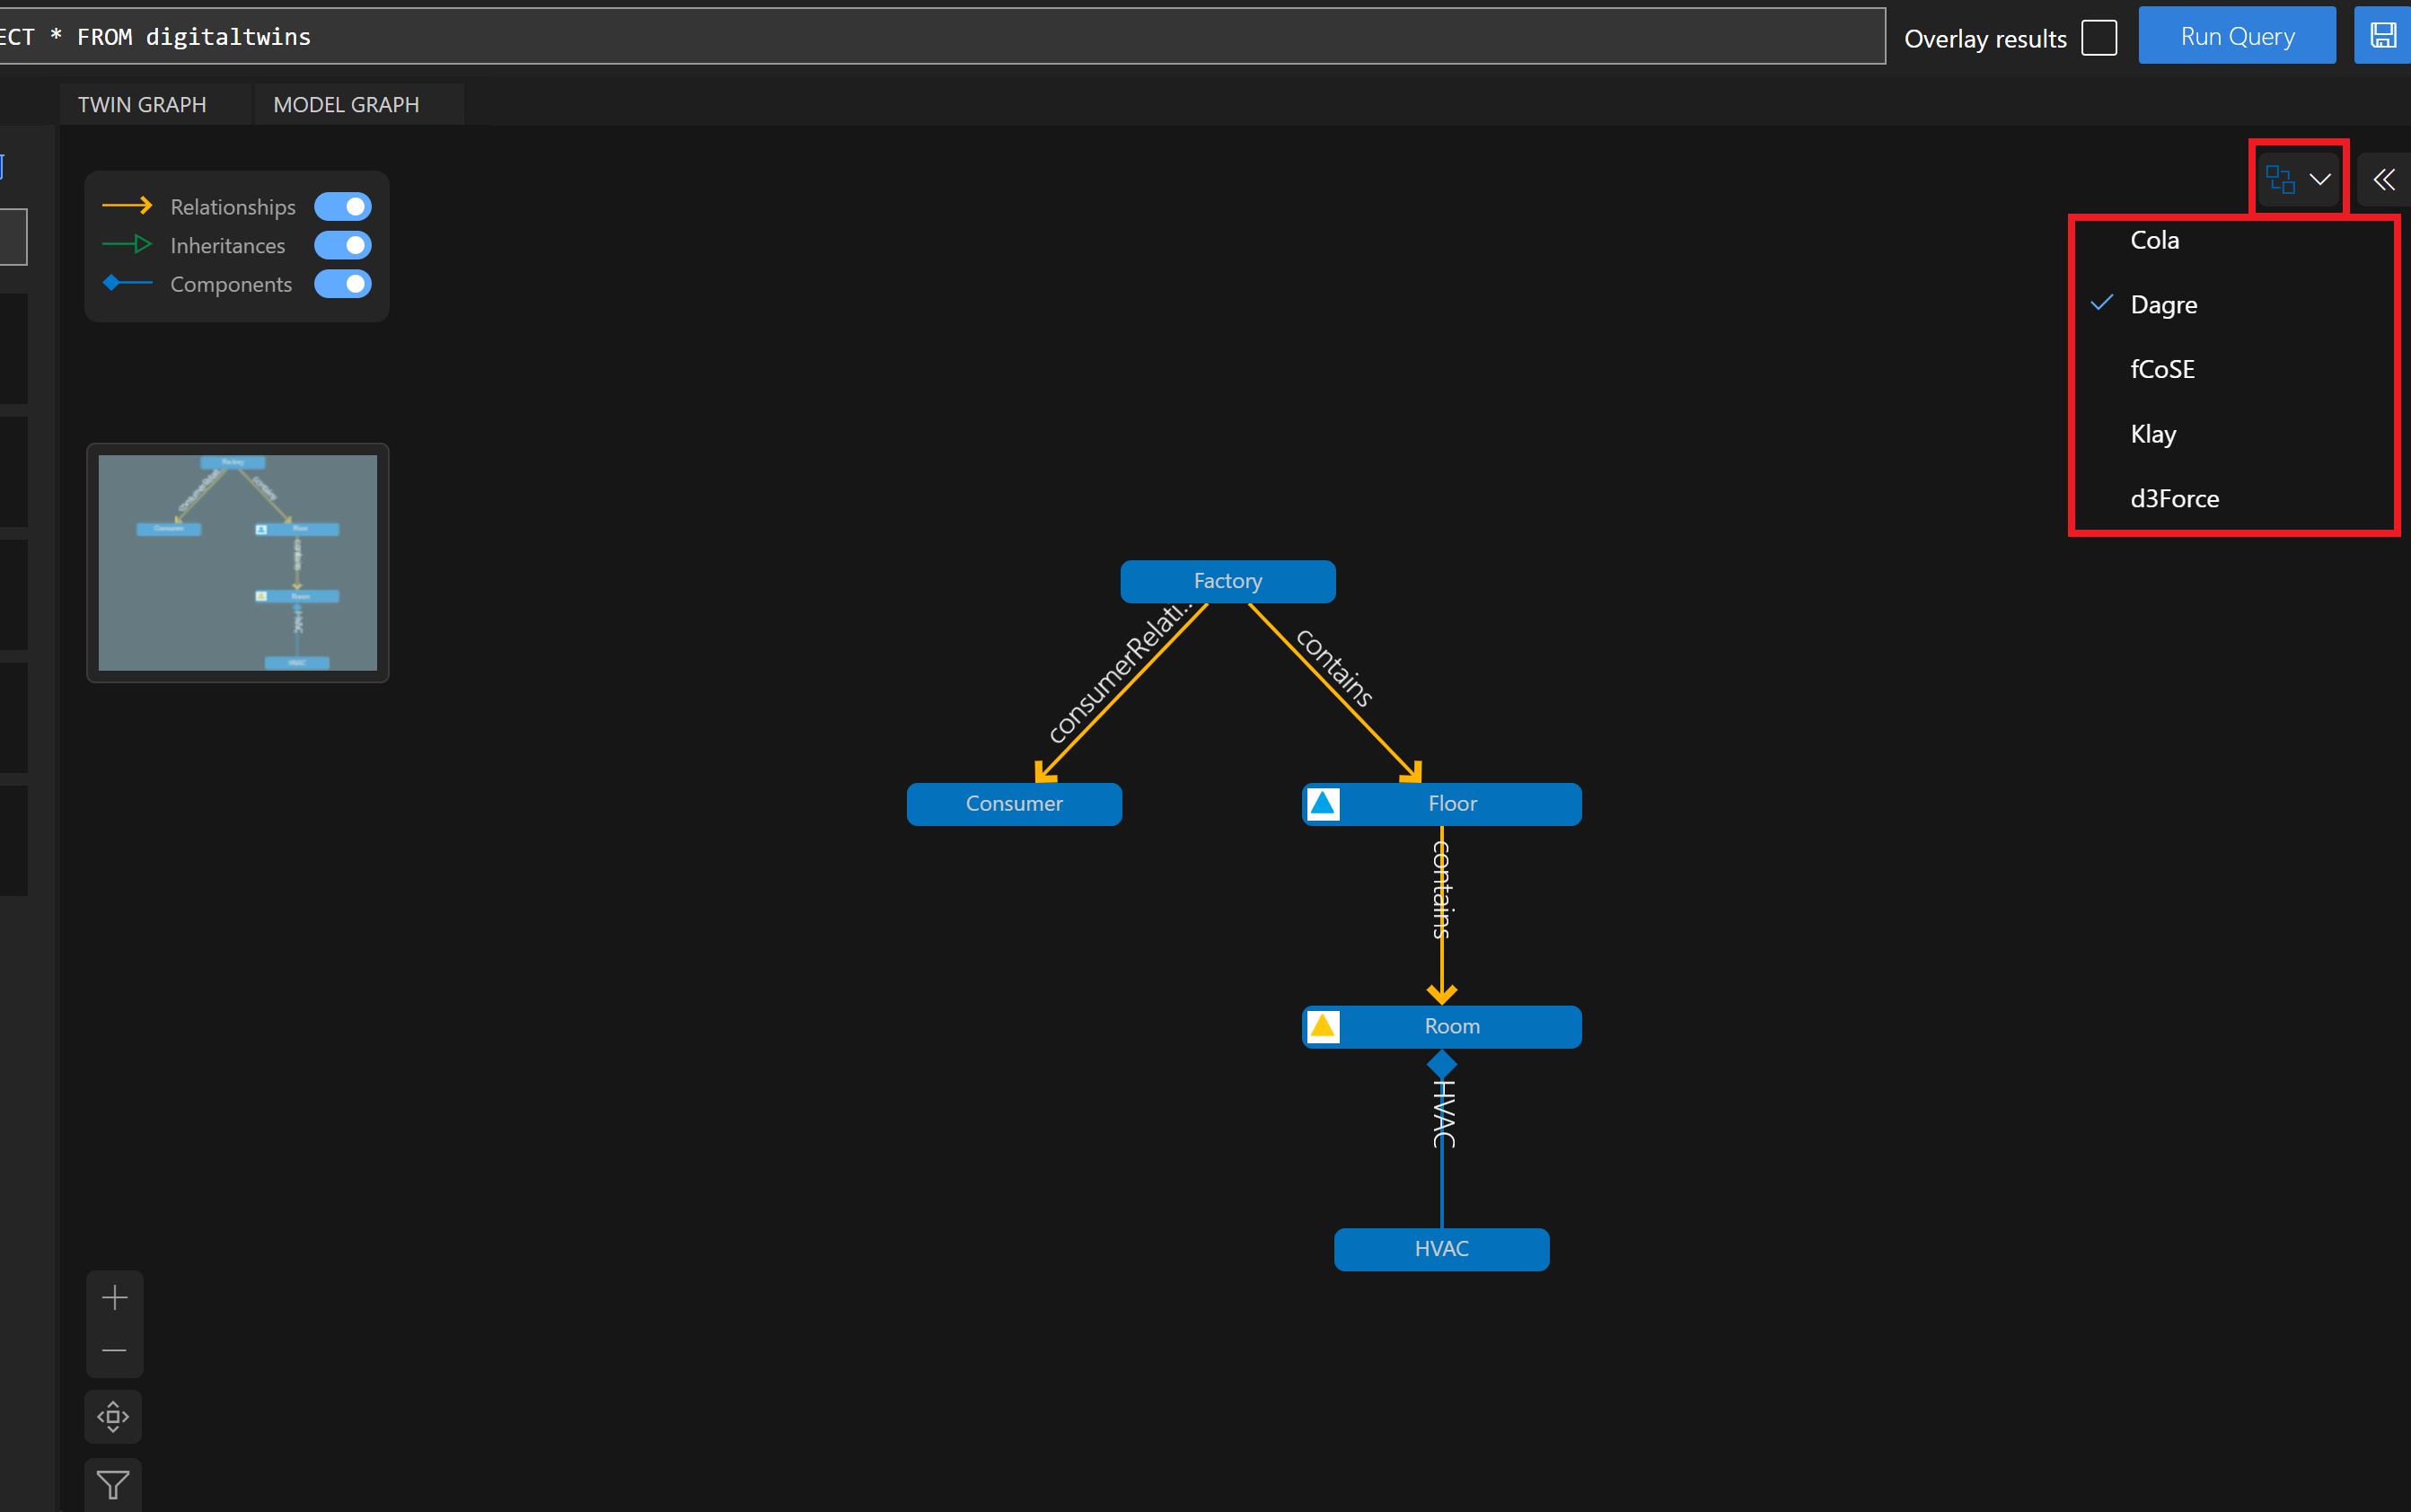 ECT * FROM digitaltwins
Overlay results
Run Query
TWIN GRAPH
MODEL GRAPH
Relationships
Inheritances
Components
Cola
Dagre
fCoSE
Klay
d3Force
Factory
consumerRelati...
contains
Consumer
Floor
contains
Room
HVAC
HVAC